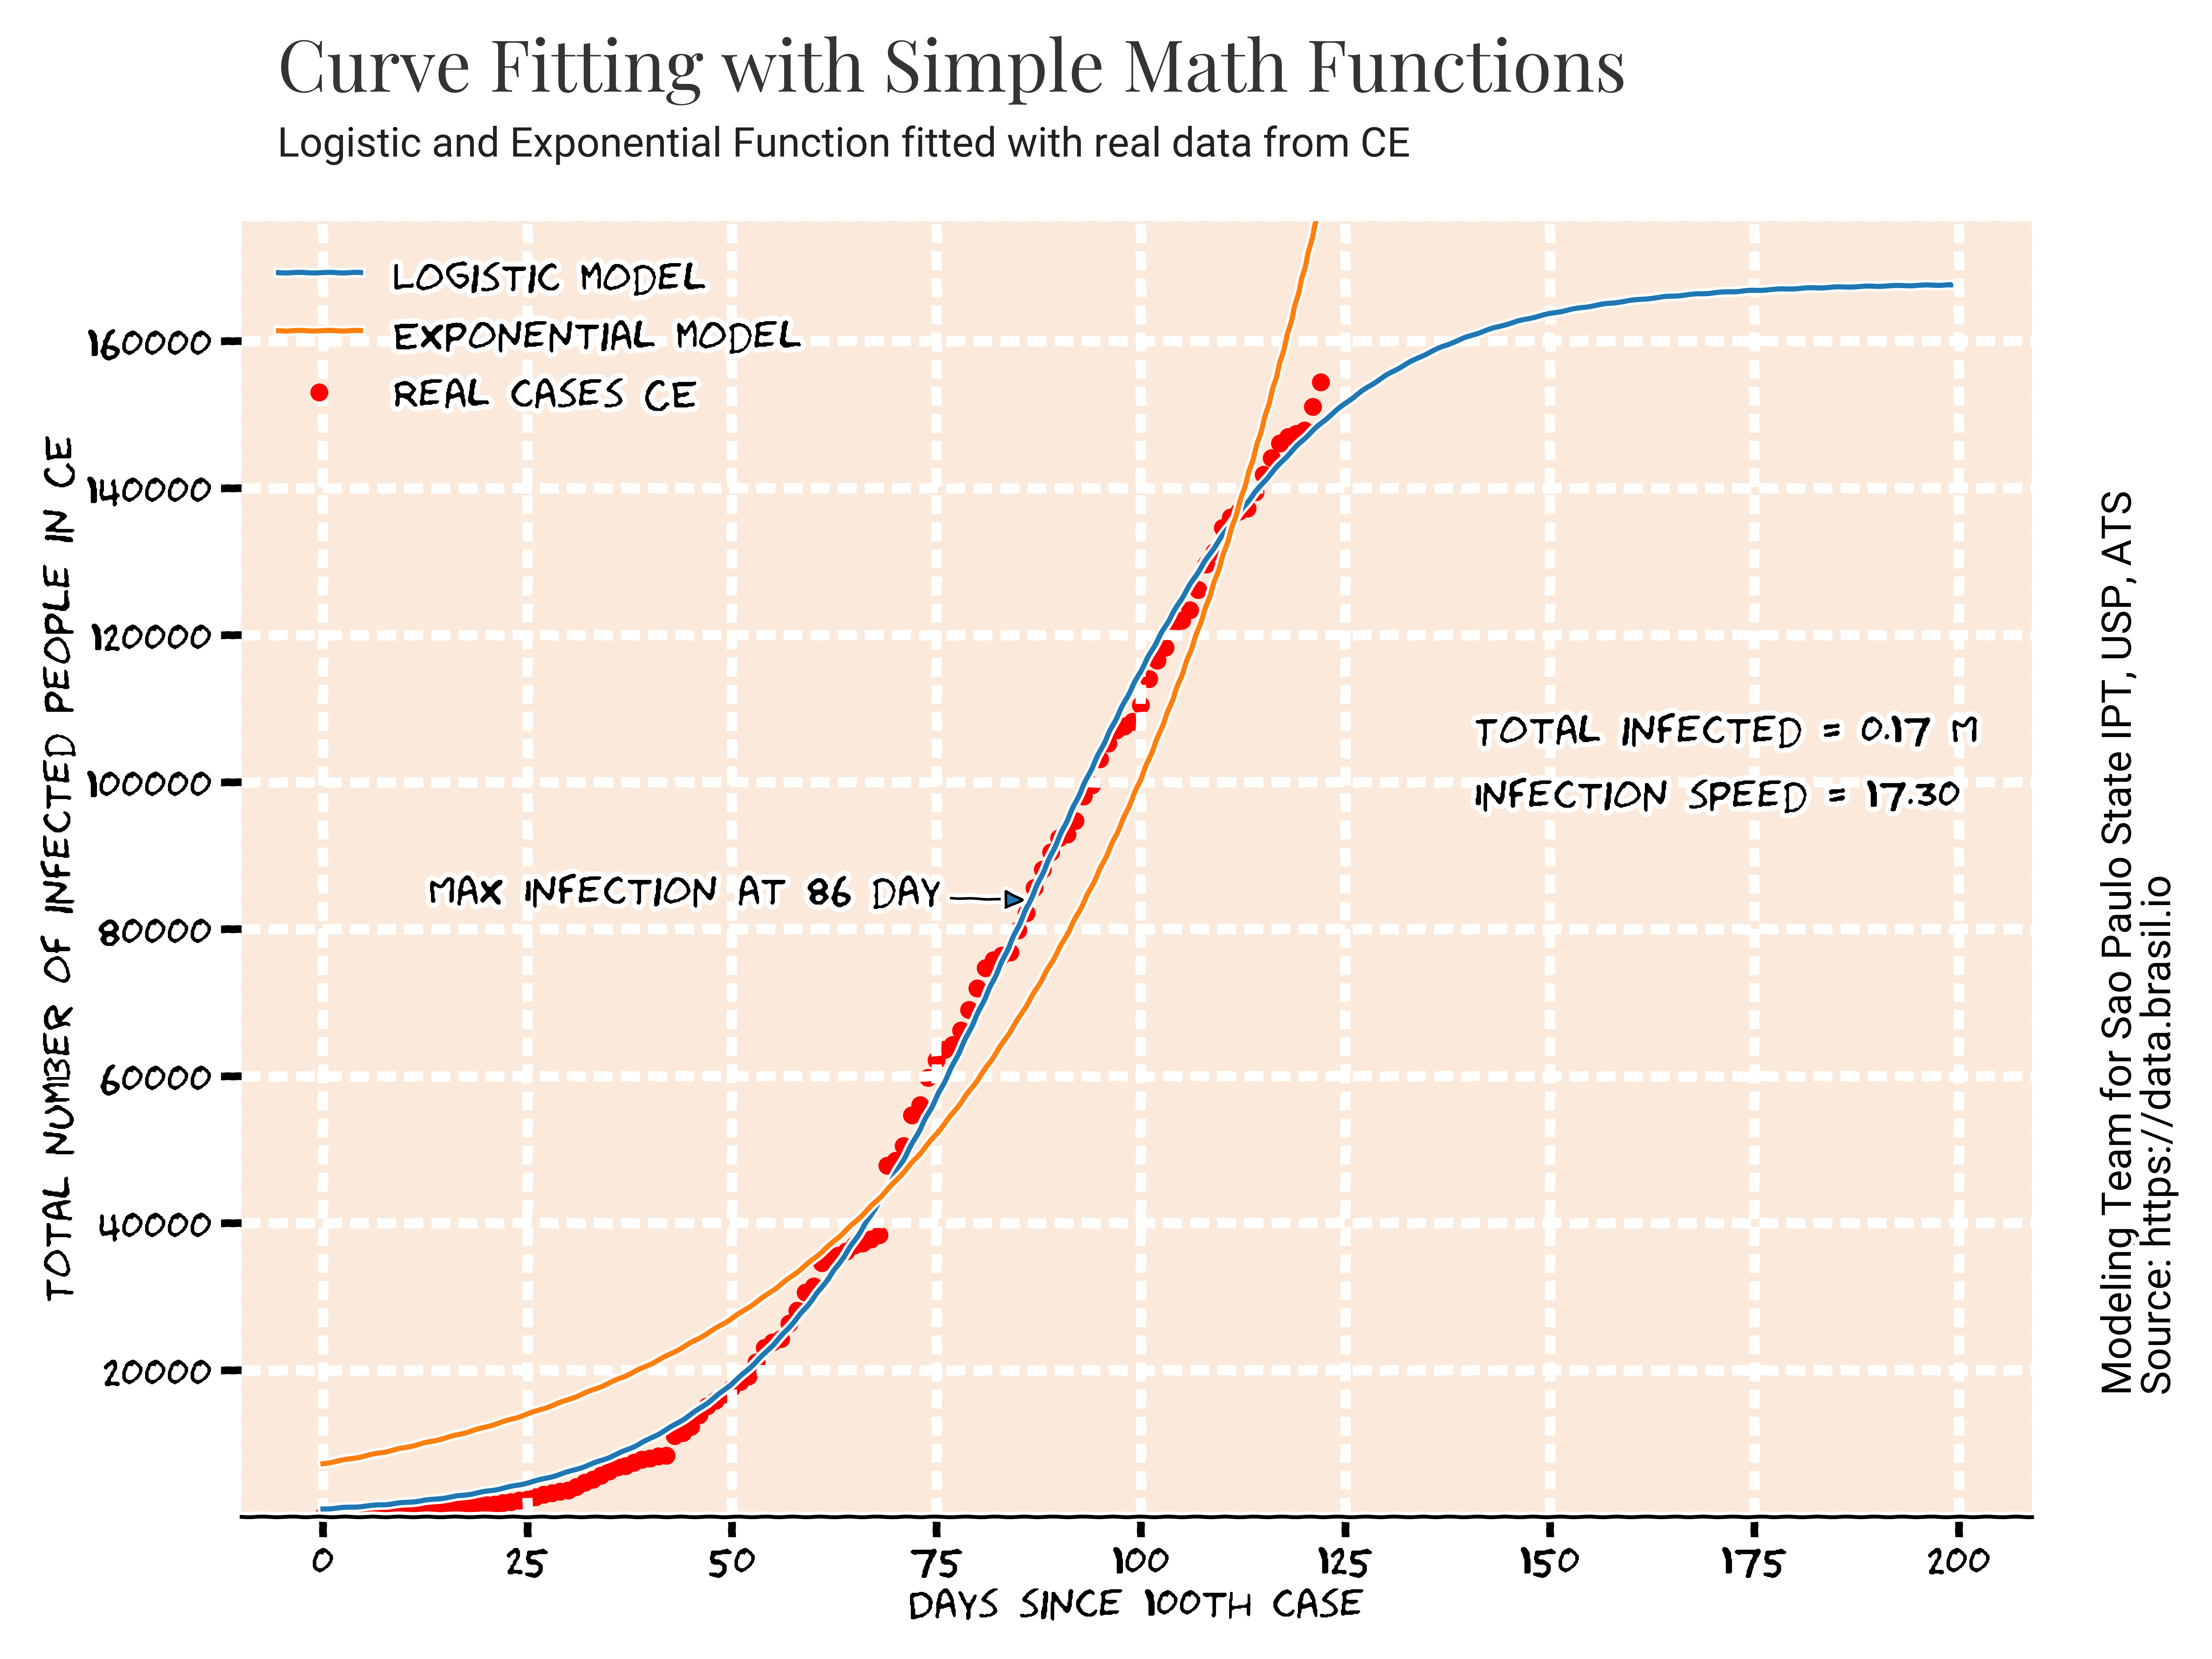 Curve Fitting with Simple Math Functions
Logistic and Exponential Function fitted with real data from CE
LOGISTIC MODEL
EXPONENTIAL MODEL
REAL CASES CE
TOTAL NUMBER OF INFECTED PEOPLE IN CE
160000
140000
120000
100000
80000
60000
40000
20000
MAX INFECTION AT 86 DAY
TOTAL INFECTED = 0.17 M
INFECTION SPEED = 17.30
0 25 50 75 100 125 150 175 200
DAYS SINCE 100TH CASE
Modeling Team for Sao Paulo State IPT, USP, ATS
Source: https://data.brasil.io